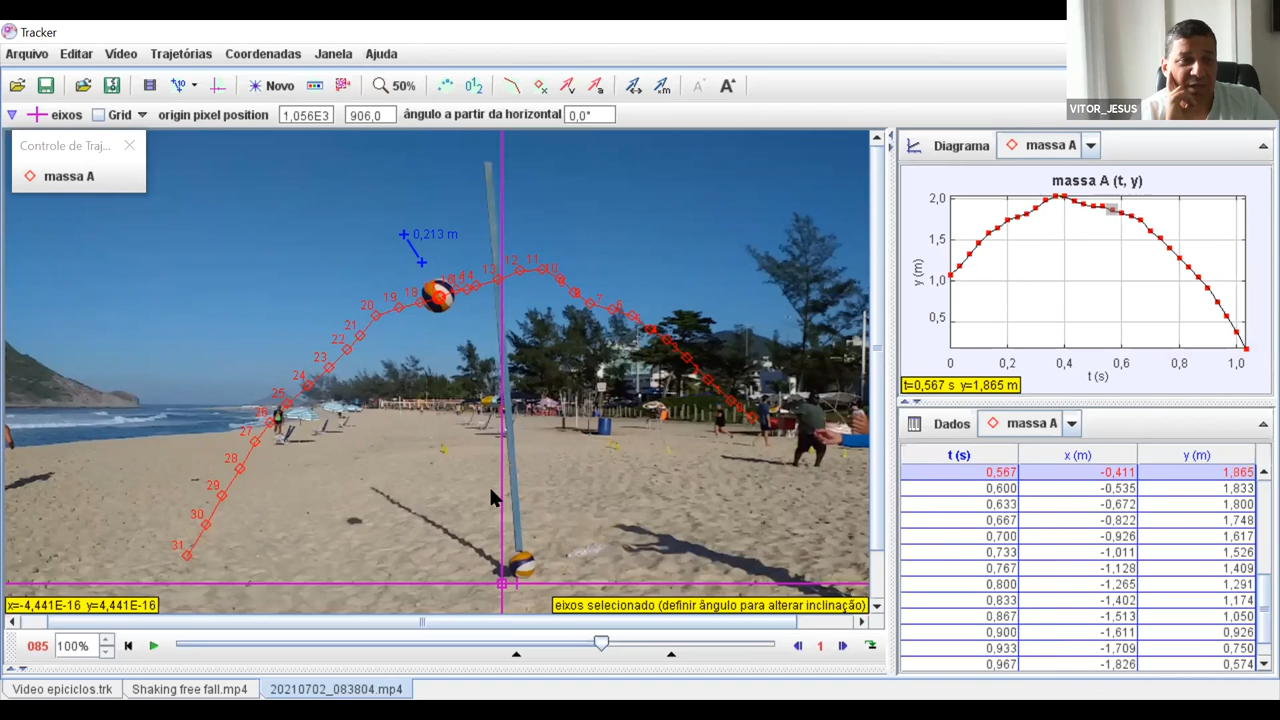 Tracker
Arquivo Editar Vídeo Trajetórias Coordenadas Janela Ajuda
Novo 50%
eixos Grid origin pixel position 1,056E3 906,0 ângulo a partir da horizontal 0,0°
VITOR_JESUS
Controle de Traj...
massa A
0,213 m
12 11 10
13
14
20 19 18
7 6
21
22
23
24
25
26
27
28
29
30
31
x=-4,441E-16 y=4,441E-16
eixos selecionado (definir ângulo para alterar inclinação)
085 100% 1
Video epiciclos.trk Shaking free fall.mp4 20210702_083804.mp4
Diagrama massa A
massa A (t, y)
y (m)
2,0
1,5
1,0
0,5
0 0,2 0,4 0,6 0,8 1,0
t (s)
t=0,567 s y=1,865 m
Dados massa A
t (s) x (m) y (m)
0,567 -0,411 1,865
0,600 -0,535 1,833
0,633 -0,672 1,800
0,667 -0,822 1,748
0,700 -0,926 1,617
0,733 -1,011 1,526
0,767 -1,128 1,409
0,800 -1,265 1,291
0,833 -1,402 1,174
0,867 -1,513 1,050
0,900 -1,611 0,926
0,933 -1,709 0,750
0,967 -1,826 0,574